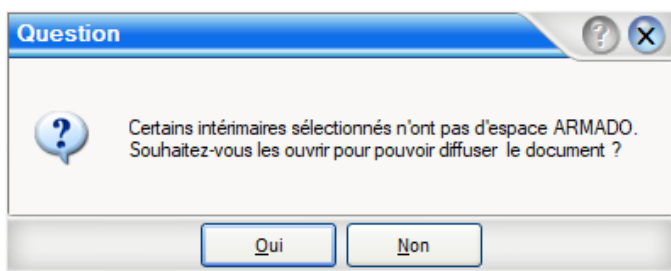 Question
Certains intérimaires sélectionnés n'ont pas d'espace ARMADO.
Souhaitez-vous les ouvrir pour pouvoir diffuser le document ?
Oui
Non